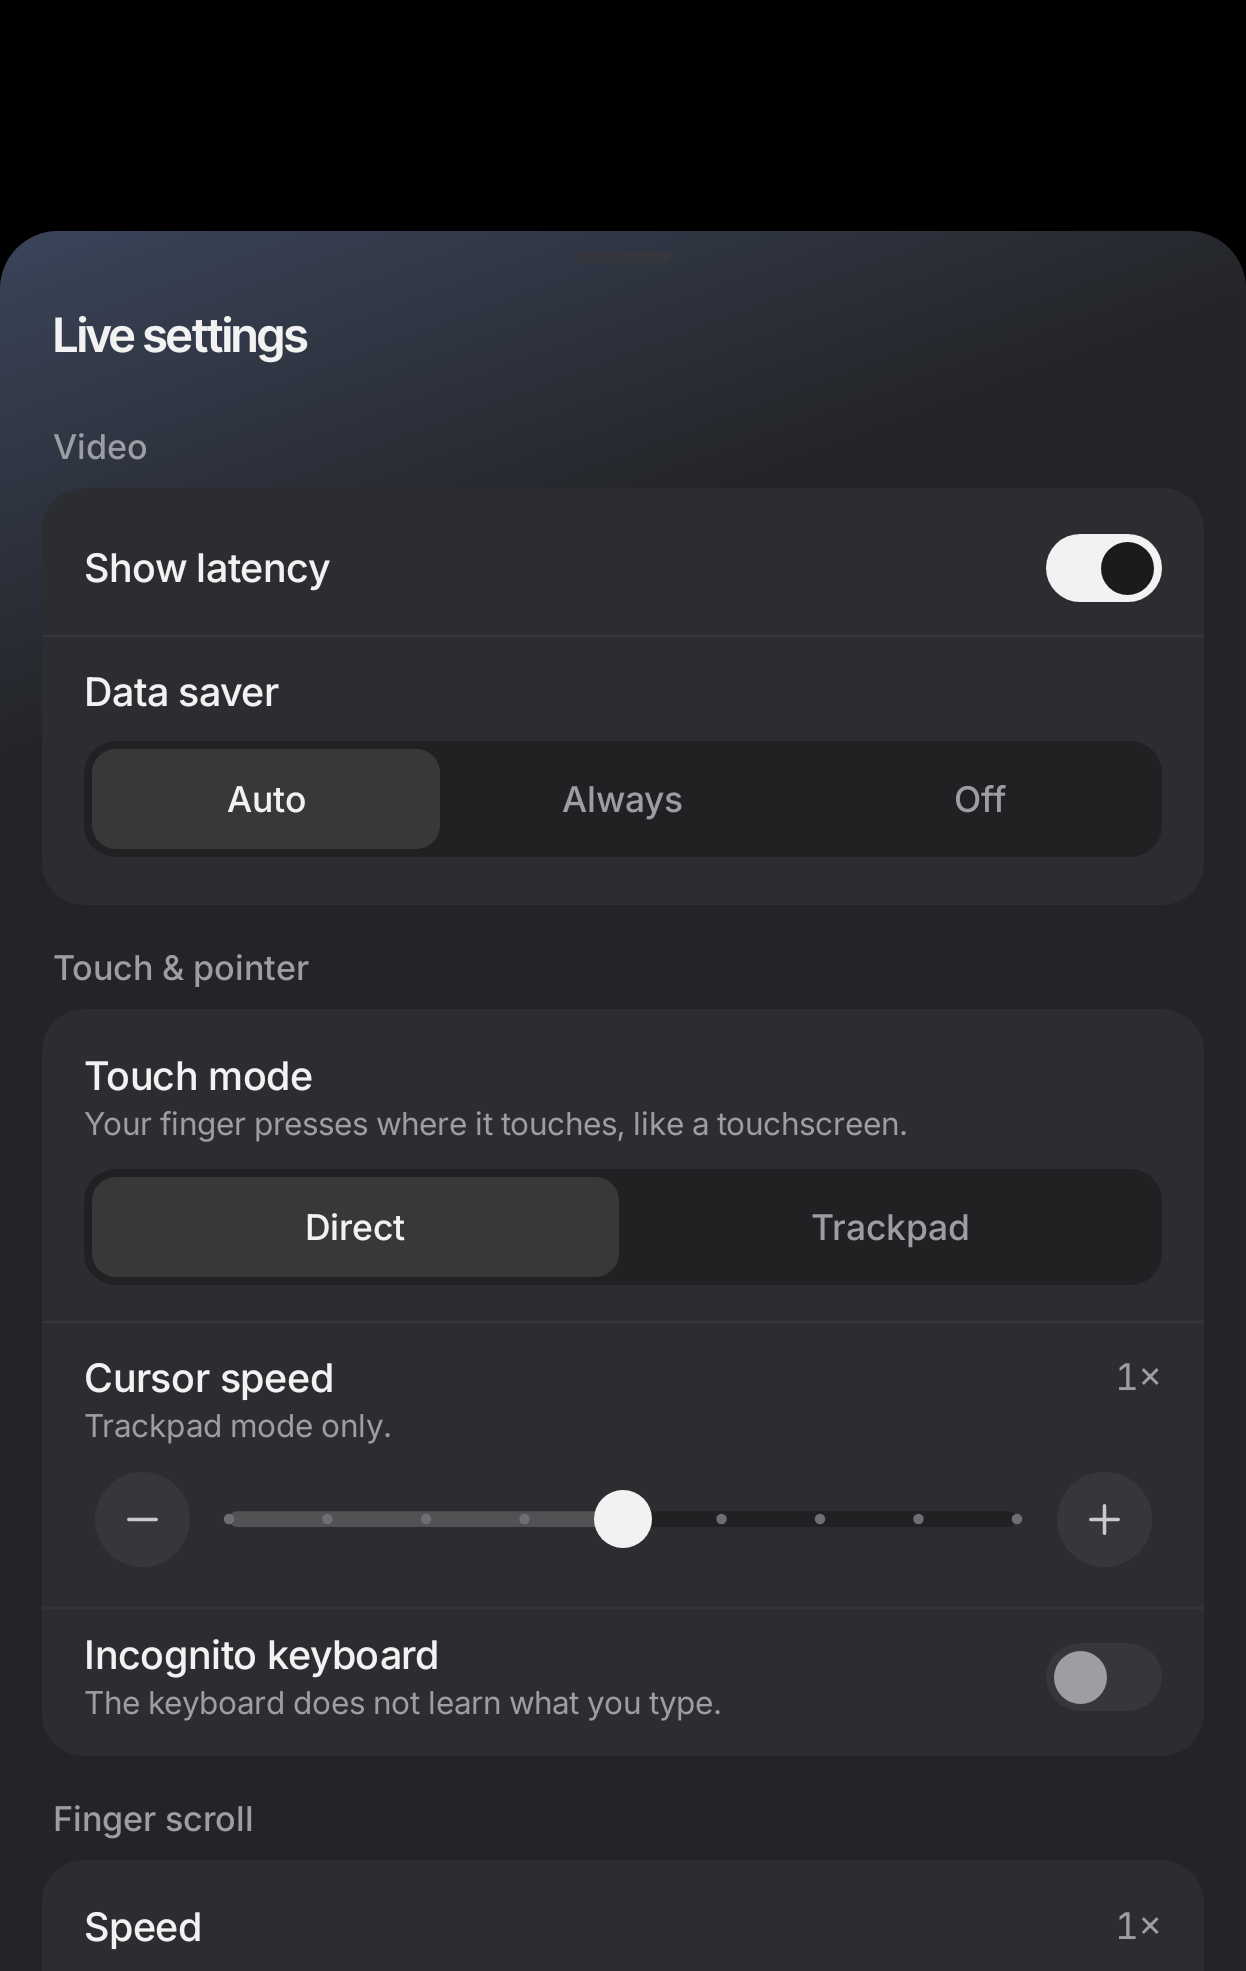 Live settings
Video
Show latency
Data saver
Auto Always Off
Touch & pointer
Touch mode
Your finger presses where it touches, like a touchscreen.
Direct Trackpad
Cursor speed 1×
Trackpad mode only.
Incognito keyboard
The keyboard does not learn what you type.
Finger scroll
Speed 1×